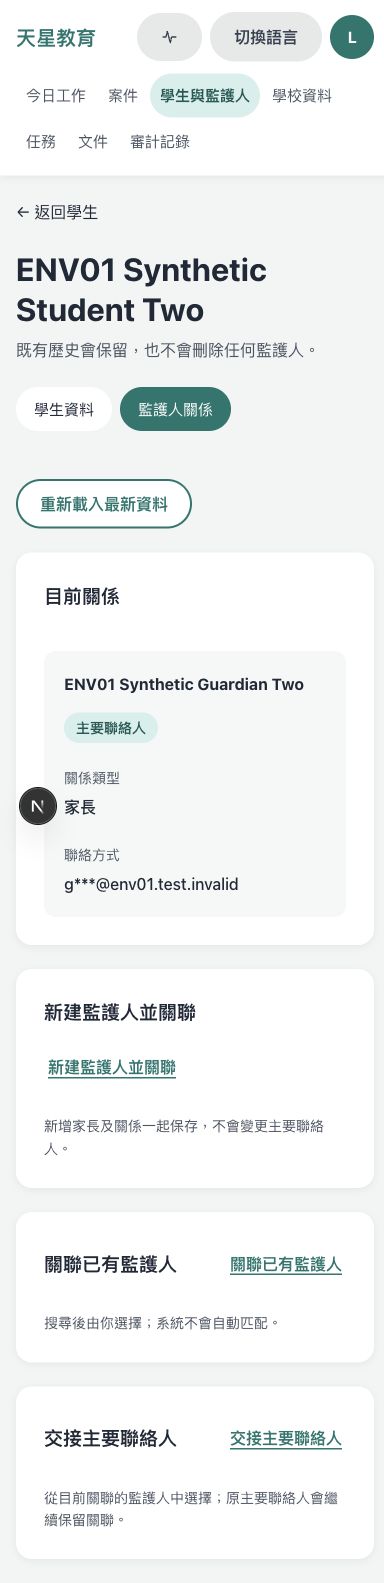 天星教育
切換語言
L
今日工作 案件 學生與監護人 學校資料
任務 文件 審計記錄
← 返回學生
ENV01 Synthetic
Student Two
既有歷史會保留，也不會刪除任何監護人。
學生資料 監護人關係
重新載入最新資料
目前關係
ENV01 Synthetic Guardian Two
主要聯絡人
關係類型
N
家長
聯絡方式
g***@env01.test.invalid
新建監護人並關聯
新建監護人並關聯
新增家長及關係一起保存，不會變更主要聯絡
人。
關聯已有監護人 關聯已有監護人
搜尋後由你選擇；系統不會自動匹配。
交接主要聯絡人 交接主要聯絡人
從目前關聯的監護人中選擇；原主要聯絡人會繼
續保留關聯。